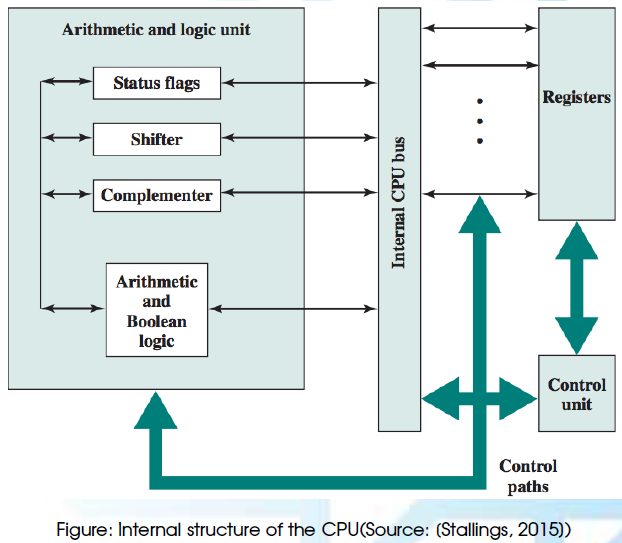 Arithmetic and logic unit
Status flags
Shifter
Complementer
Arithmetic
and
Boolean
logic
Internal CPU bus
Registers
Control
unit
Control
paths
Figure: Internal structure of the CPU(Source: [Stallings, 2015])